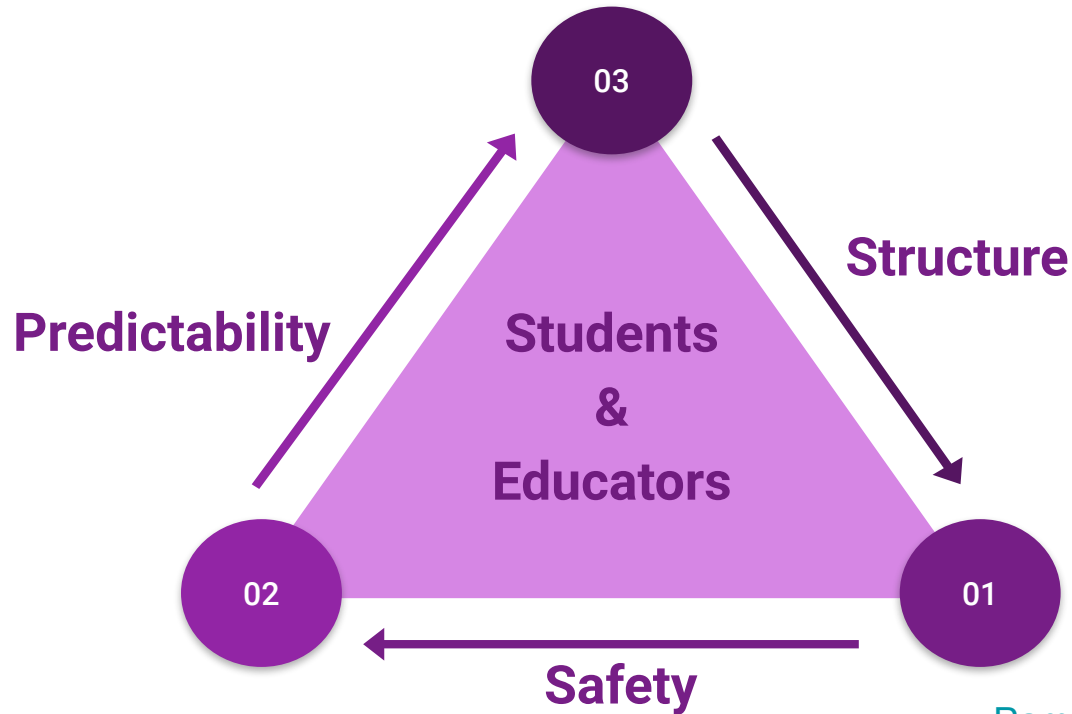 03
Structure
Predictability
Students
&
Educators
02
01
Safety